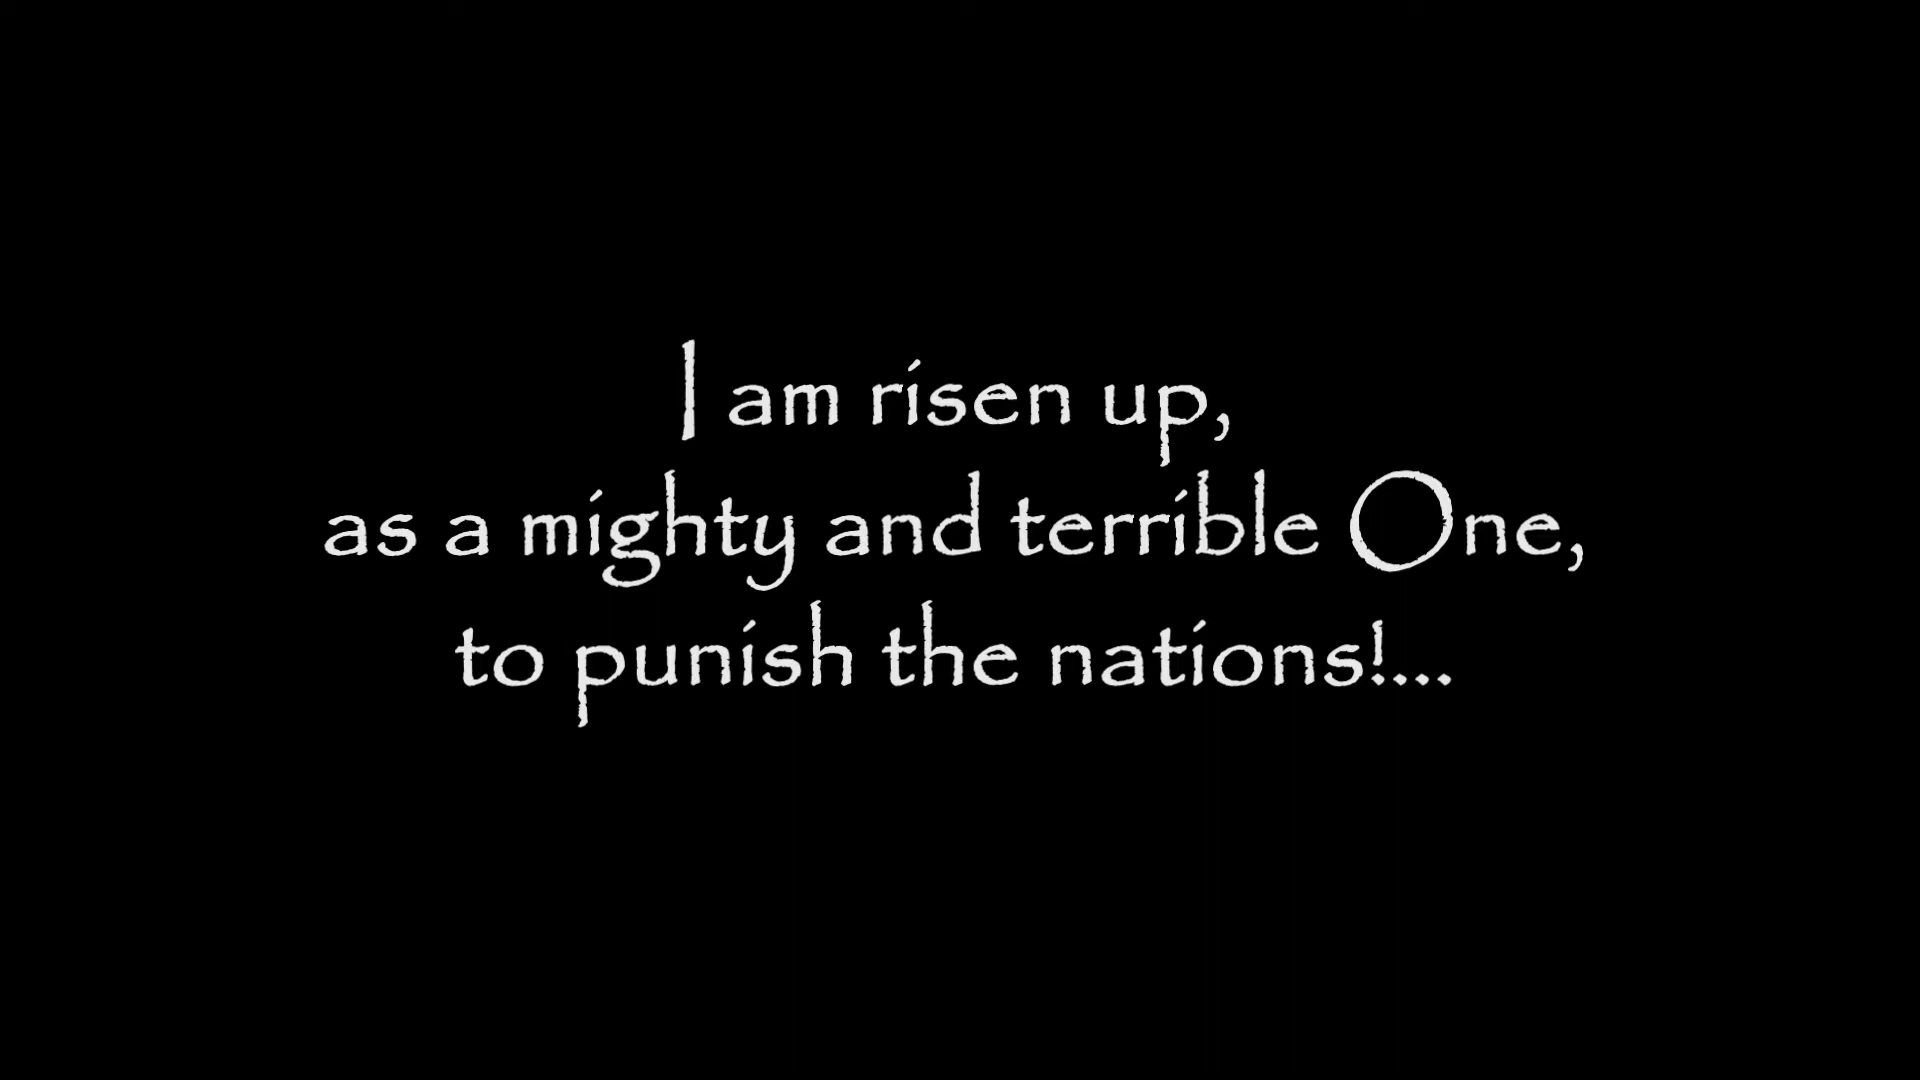 I am risen up,
as a mighty and terrible One,
to punish the nations!...